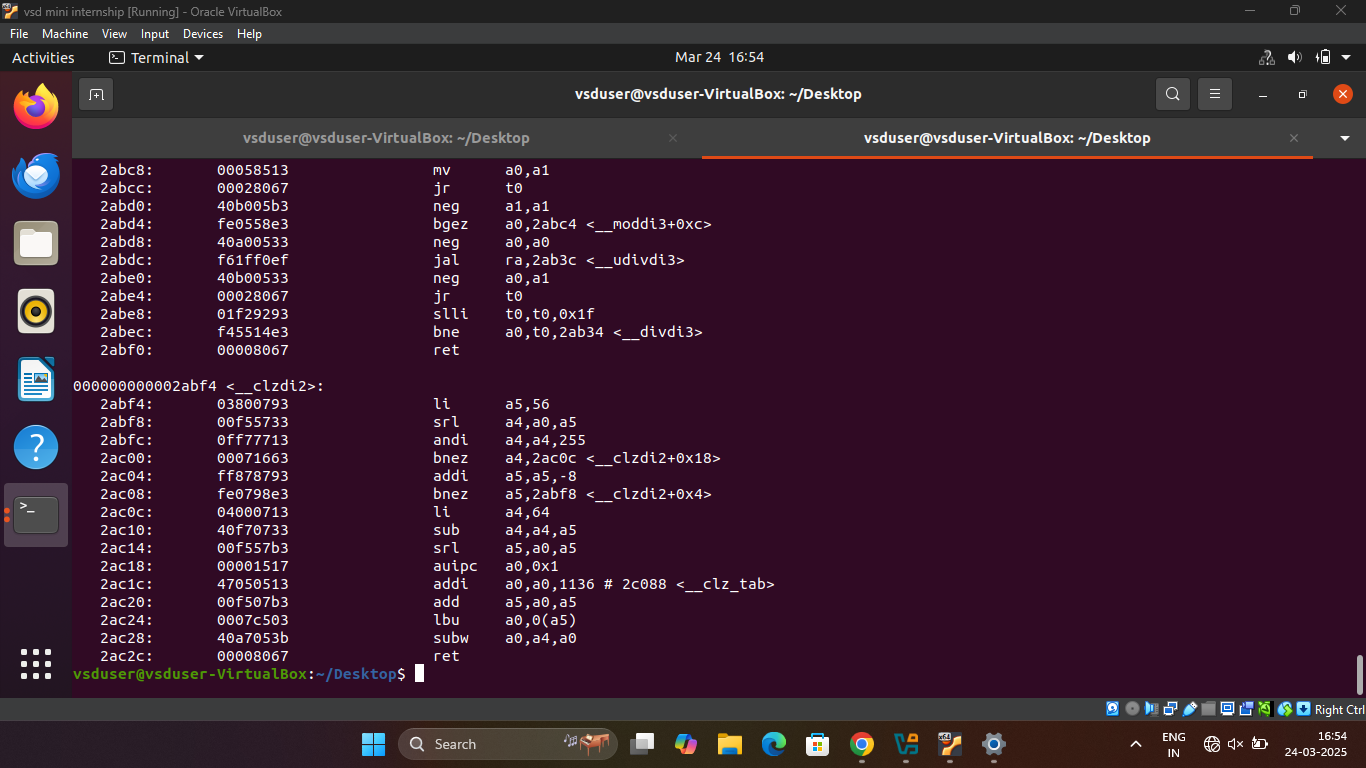 vsd mini internship [Running] - Oracle VirtualBox
File Machine View Input Devices Help
Activities Terminal Mar 24 16:54
vsduser@vsduser-VirtualBox: ~/Desktop
vsduser@vsduser-VirtualBox: ~/Desktop vsduser@vsduser-VirtualBox: ~/Desktop
2abc8: 00058513 mv a0,a1
2abcc: 00028067 jr t0
2abd0: 40b005b3 neg a1,a1
2abd4: fe0558e3 bgez a0,2abc4 <__moddi3+0xc>
2abd8: 40a00533 neg a0,a0
2abdc: f61ff0ef jal ra,2ab3c <__udivdi3>
2abe0: 40b00533 neg a0,a1
2abe4: 00028067 jr t0
2abe8: 01f29293 slli t0,t0,0x1f
2abec: f45514e3 bne a0,t0,2ab34 <__divdi3>
2abf0: 00008067 ret
000000000002abf4 <__clzdi2>:
2abf4: 03800793 li a5,56
2abf8: 00f55733 srl a4,a0,a5
2abfc: 0ff77713 andi a4,a4,255
2ac00: 00071663 bnez a4,2ac0c <__clzdi2+0x18>
2ac04: ff878793 addi a5,a5,-8
2ac08: fe0798e3 bnez a5,2abf8 <__clzdi2+0x4>
2ac0c: 04000713 li a4,64
2ac10: 40f70733 sub a4,a4,a5
2ac14: 00f557b3 srl a5,a0,a5
2ac18: 00001517 auipc a0,0x1
2ac1c: 47050513 addi a0,a0,1136 # 2c088 <__clz_tab>
2ac20: 00f507b3 add a5,a0,a5
2ac24: 0007c503 lbu a0,0(a5)
2ac28: 40a7053b subw a0,a4,a0
2ac2c: 00008067 ret
vsduser@vsduser-VirtualBox:~/Desktop$
Right Ctrl
Search
ENG
IN
16:54
24-03-2025